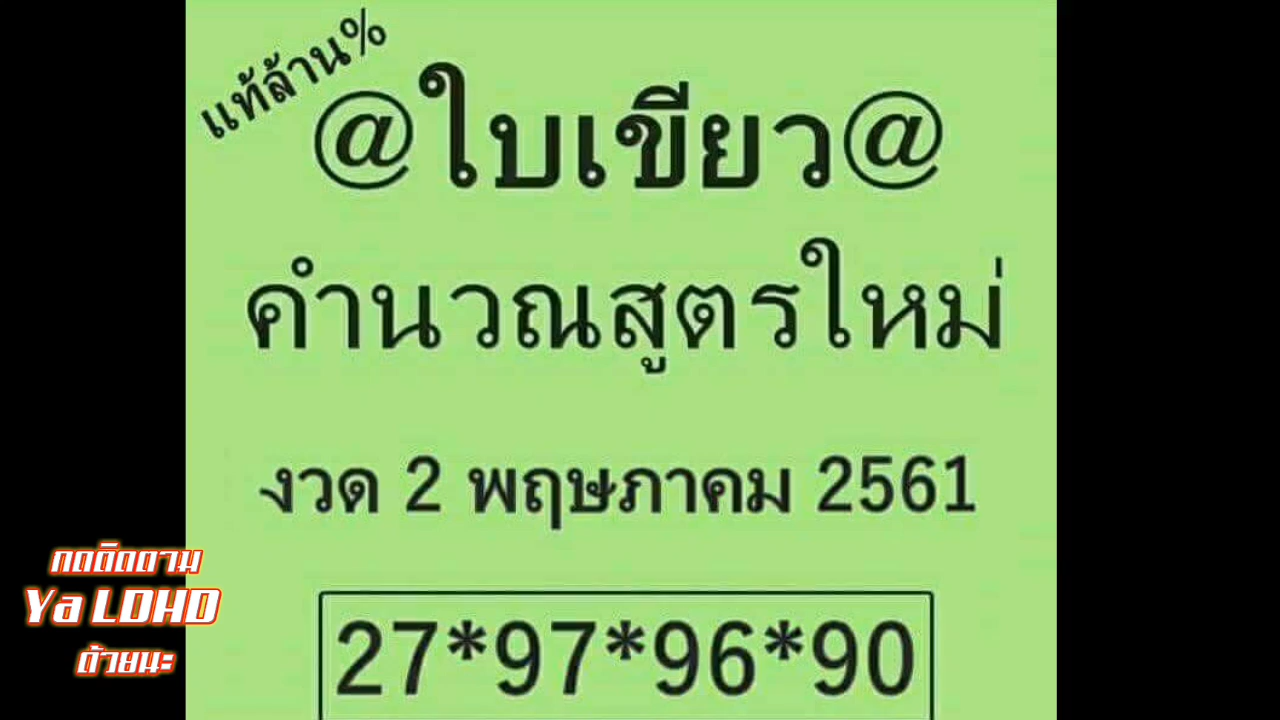 แท้ล้าน%
@ใบเขียว@
คำนวณสูตรใหม่
งวด 2 พฤษภาคม 2561
27*97*96*90
กดติดตาม
Ya LOHO
ด้วยนะ